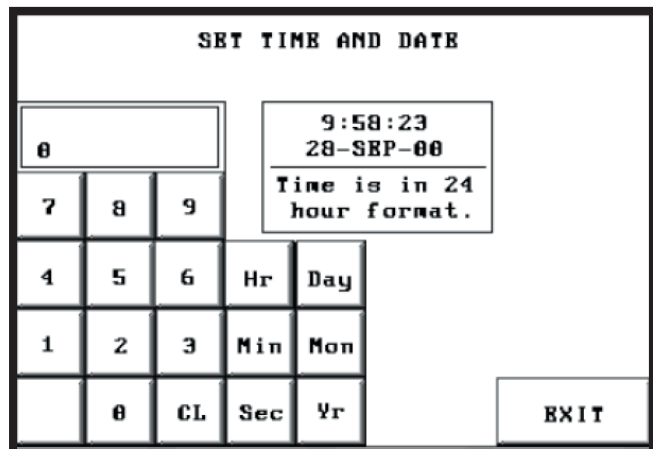 SET TIME AND DATE
9:58:23
28-SEP-00
Time is in 24
hour format.
0
7 8 9
4 5 6 Hr Day
1 2 3 Min Mon
0 CL Sec Yr
EXIT